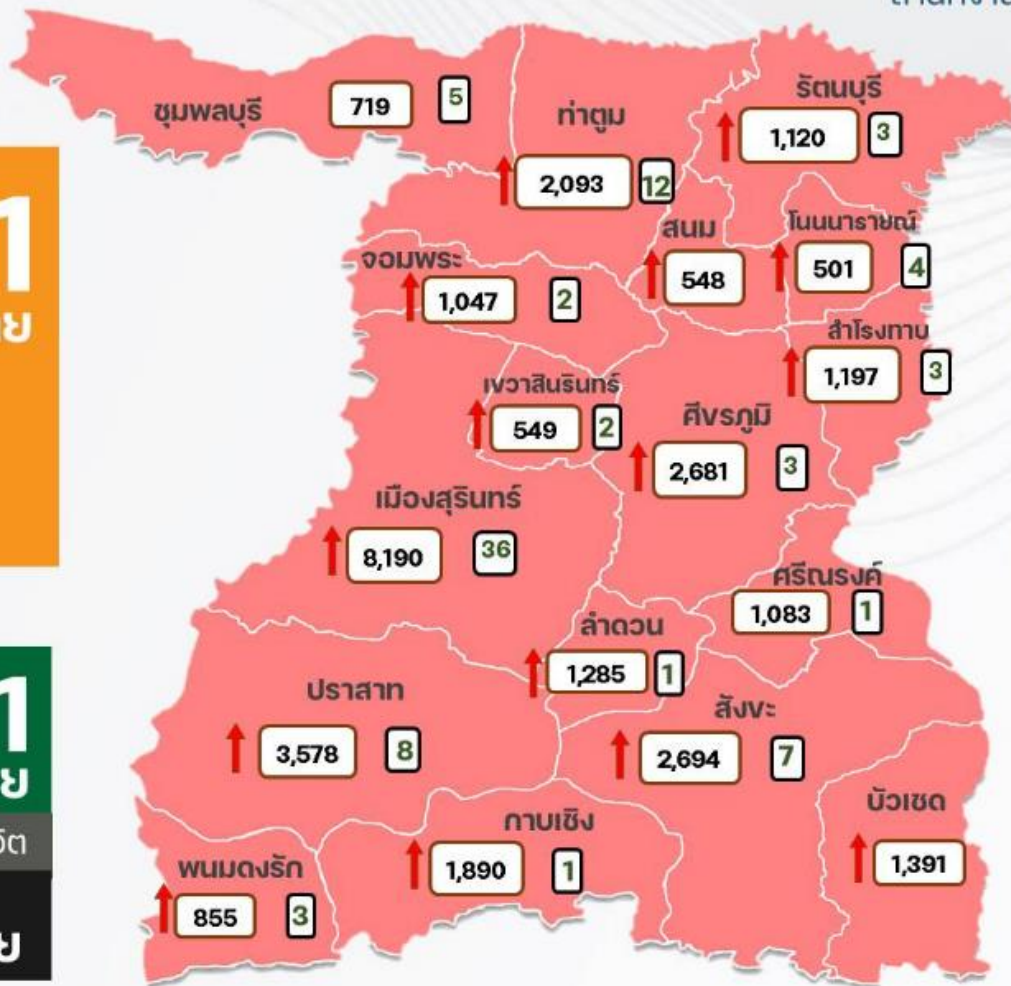 ชุมพลบุรี
719
5
ท่าตูม
2,093
12
รัตนบุรี
1,120
3
สนม
548
โนนนารายณ์
501
4
จอมพระ
1,047
2
สำโรงทาบ
1,197
3
เขวาสินรินทร์
549
2
ศีขรภูมิ
2,681
3
เมืองสุรินทร์
8,190
36
ศรีณรงค์
1,083
1
ลำดวน
1,285
1
ปราสาท
3,578
8
สังขะ
2,694
7
บัวเชด
1,391
กาบเชิง
1,890
1
พนมดงรัก
855
3
1
1